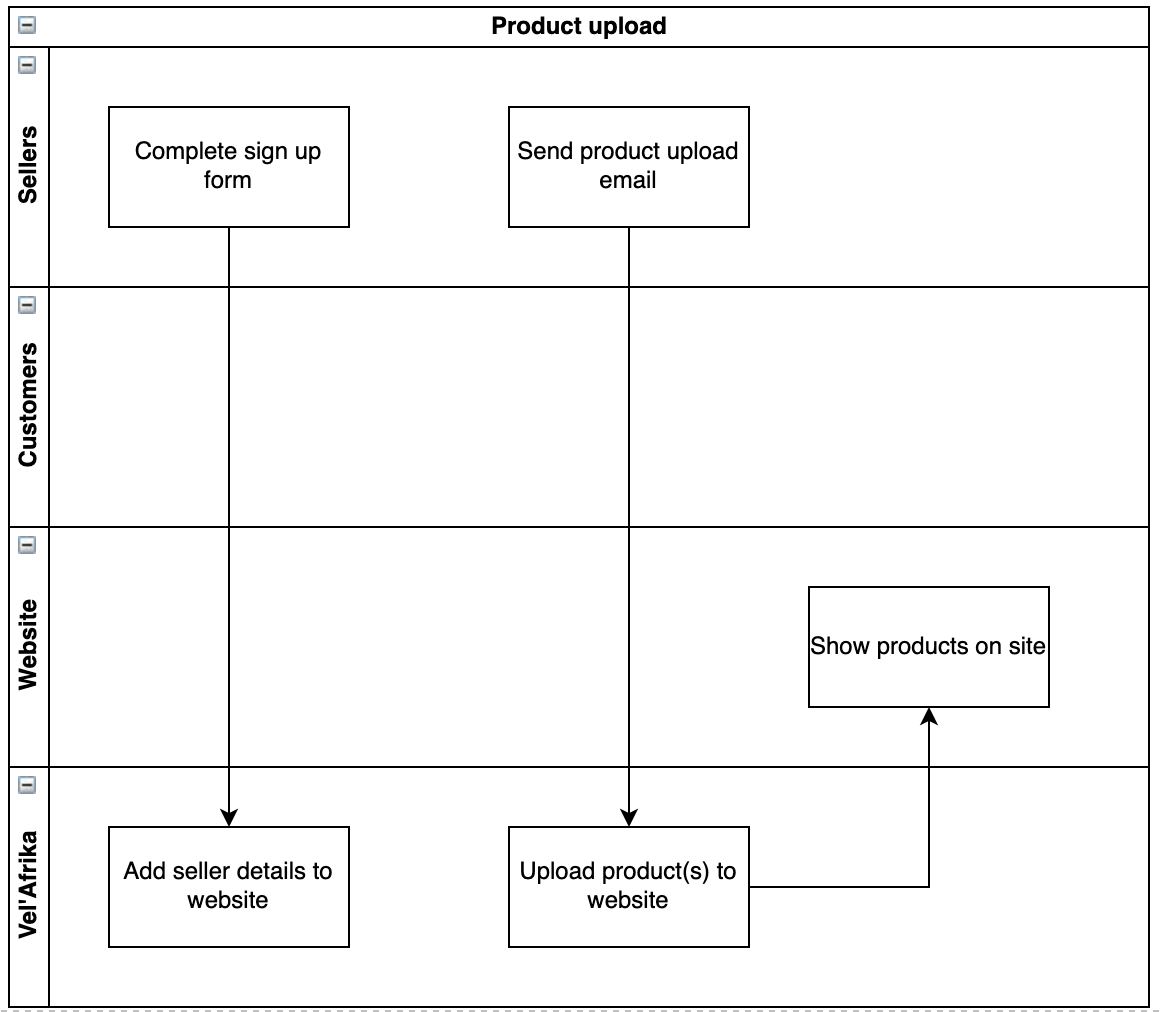 Product upload
Sellers
Complete sign up
form
Send product upload
email
Customers
Website
Show products on site
Vel'Afrika
Add seller details to
website
Upload product(s) to
website